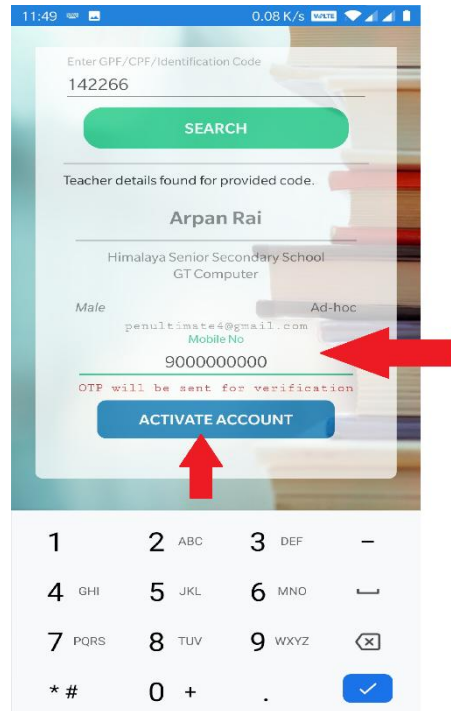 11:49 0.08 K/s VoLTE
Enter GPF/CPF/Identification Code
142266
SEARCH
Teacher details found for provided code.
Arpan Rai
Himalaya Senior Secondary School
GT Computer
Male Ad-hoc
penultimate4@gmail.com
Mobile No
9000000000
OTP will be sent for verification
ACTIVATE ACCOUNT
1 2 ABC 3 DEF –
4 GHI 5 JKL 6 MNO
7 PQRS 8 TUV 9 WXYZ
* # 0 + .